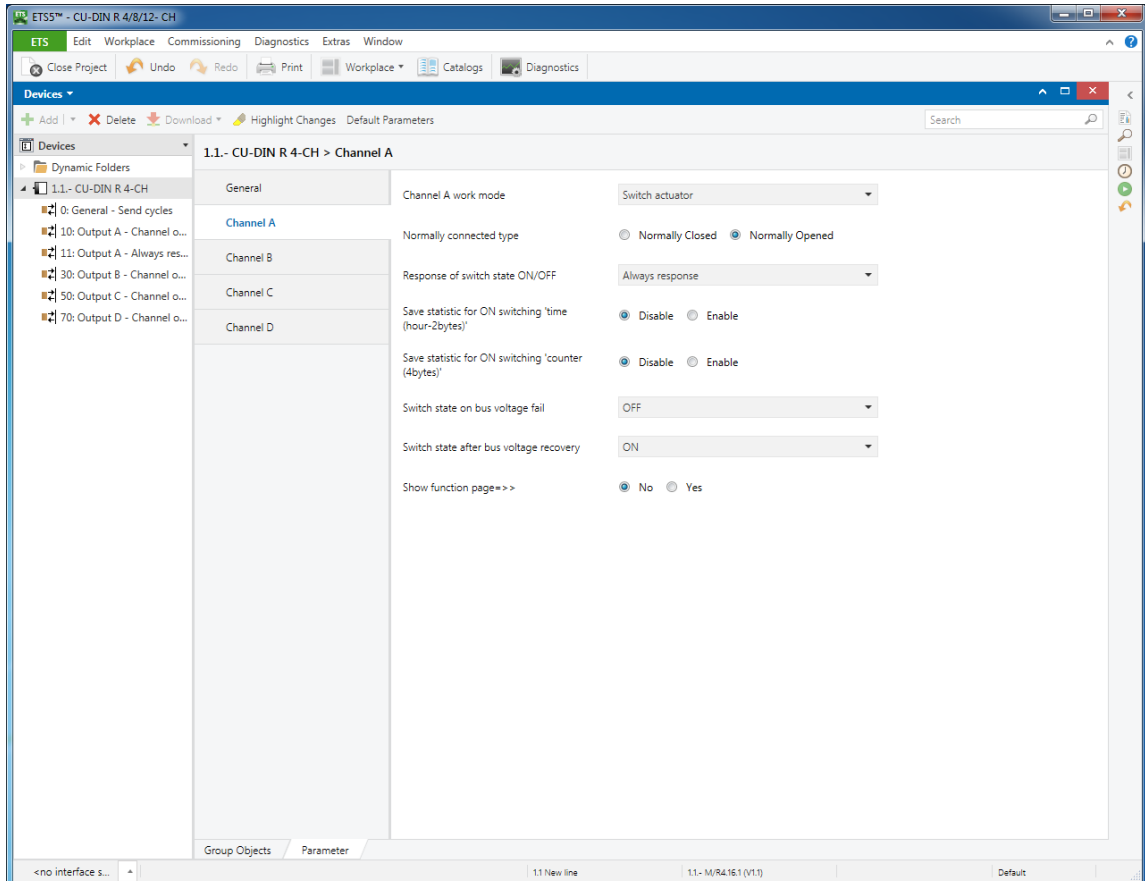 ETS5™ - CU-DIN R 4/8/12- CH
ETS Edit Workplace Commissioning Diagnostics Extras Window
Close Project Undo Redo Print Workplace Catalogs Diagnostics
Devices
Add Delete Download Highlight Changes Default Parameters Search
Devices
Dynamic Folders
1.1.- CU-DIN R 4-CH
0: General - Send cycles
10: Output A - Channel o...
11: Output A - Always res...
30: Output B - Channel o...
50: Output C - Channel o...
70: Output D - Channel o...
1.1.- CU-DIN R 4-CH > Channel A
General
Channel A
Channel B
Channel C
Channel D
Channel A work mode Switch actuator
Normally connected type Normally Closed Normally Opened
Response of switch state ON/OFF Always response
Save statistic for ON switching 'time
(hour-2bytes)' Disable Enable
Save statistic for ON switching 'counter
(4bytes)' Disable Enable
Switch state on bus voltage fail OFF
Switch state after bus voltage recovery ON
Show function page=>> No Yes
Group Objects Parameter
<no interface s... 1.1 New line 1.1.- M/R4.16.1 (V1.1) Default